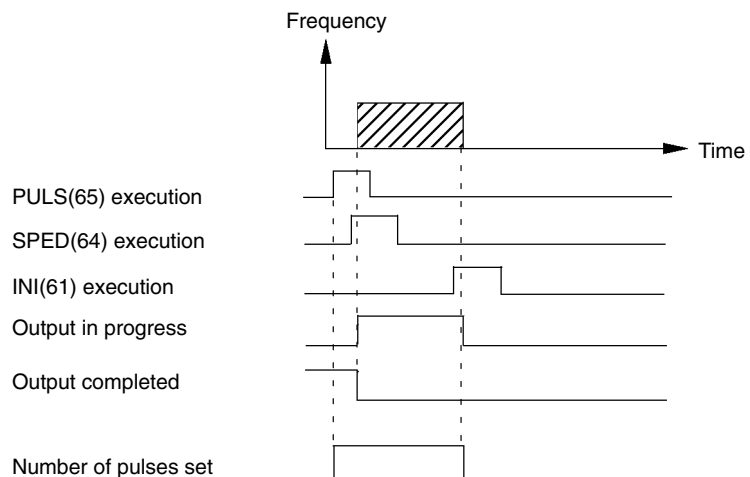 Frequency
Time
PULS(65) execution
SPED(64) execution
INI(61) execution
Output in progress
Output completed
Number of pulses set